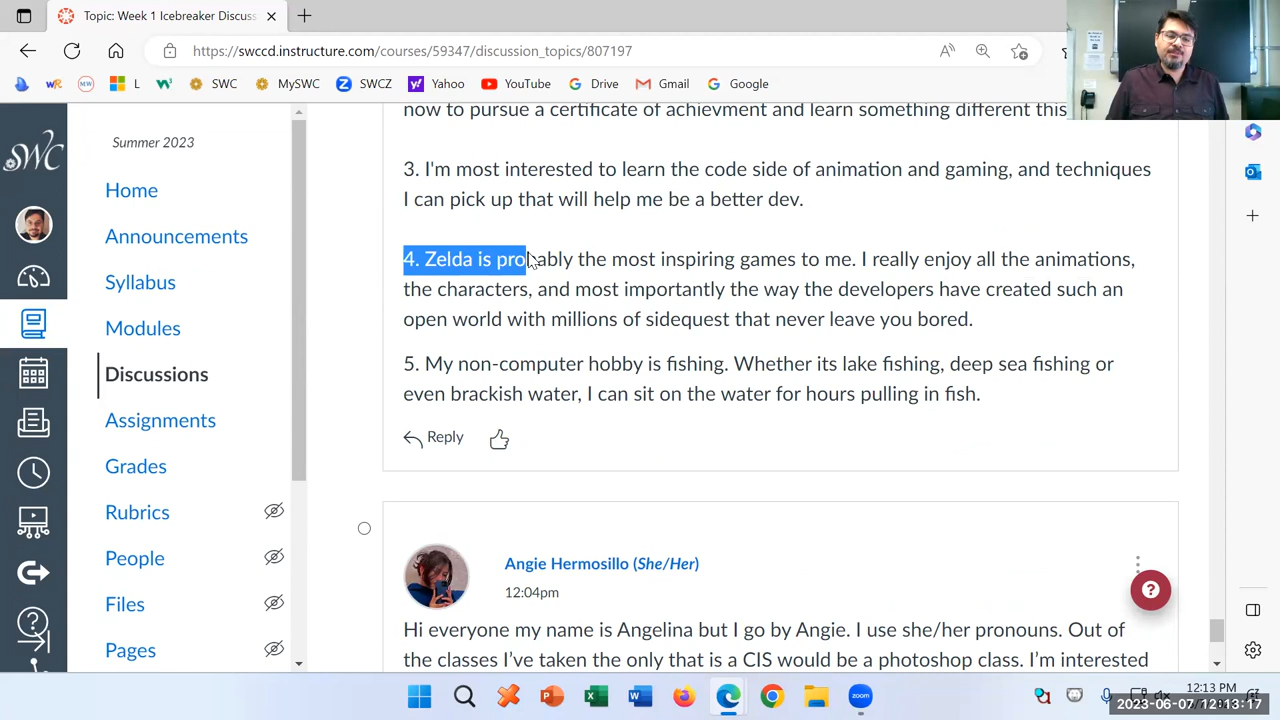 Topic: Week 1 Icebreaker Discuss
https://swccd.instructure.com/courses/59347/discussion_topics/807197
L
SWC
MySWC
SWCZ
Yahoo
YouTube
Drive
Gmail
Google
SWC
Summer 2023
Home
Announcements
Syllabus
Modules
Discussions
Assignments
Grades
Rubrics
People
Files
Pages
now to pursue a certificate of achievment and learn something different this
3. I'm most interested to learn the code side of animation and gaming, and techniques
I can pick up that will help me be a better dev.
4. Zelda is probably the most inspiring games to me. I really enjoy all the animations,
the characters, and most importantly the way the developers have created such an
open world with millions of sidequest that never leave you bored.
5. My non-computer hobby is fishing. Whether its lake fishing, deep sea fishing or
even brackish water, I can sit on the water for hours pulling in fish.
Reply
Angie Hermosillo (She/Her)
12:04pm
Hi everyone my name is Angelina but I go by Angie. I use she/her pronouns. Out of
the classes I've taken the only that is a CIS would be a photoshop class. I'm interested
zoom
12:13 PM
2023-06-07 12:13:17